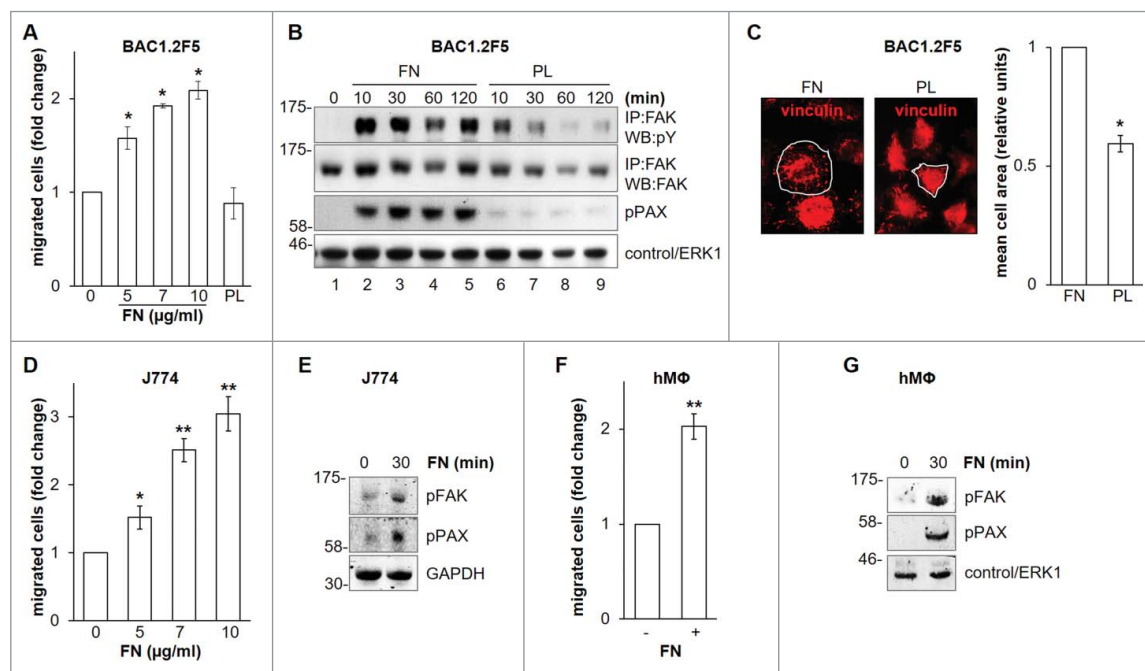 A
BAC1.2F5
migrated cells (fold change)
2
1
0
* * *
0 5 7 10 PL
FN (µg/ml)
B
BAC1.2F5
FN PL
0 10 30 60 120 10 30 60 120 (min)
175-
IP:FAK
WB:pY
175-
IP:FAK
WB:FAK
pPAX
58-
46-
control/ERK1
1 2 3 4 5 6 7 8 9
C
BAC1.2F5
FN PL
vinculin vinculin
mean cell area (relative units)
1
0.5
0
*
FN PL
D
J774
migrated cells (fold change)
3
2
1
0
* ** **
0 5 7 10
FN (µg/ml)
E
J774
0 30 FN (min)
175-
pFAK
pPAX
58-
GAPDH
30-
F
hMΦ
migrated cells (fold change)
2
1
0
**
- +
FN
G
hMΦ
0 30 FN (min)
175-
pFAK
58-
pPAX
46-
control/ERK1